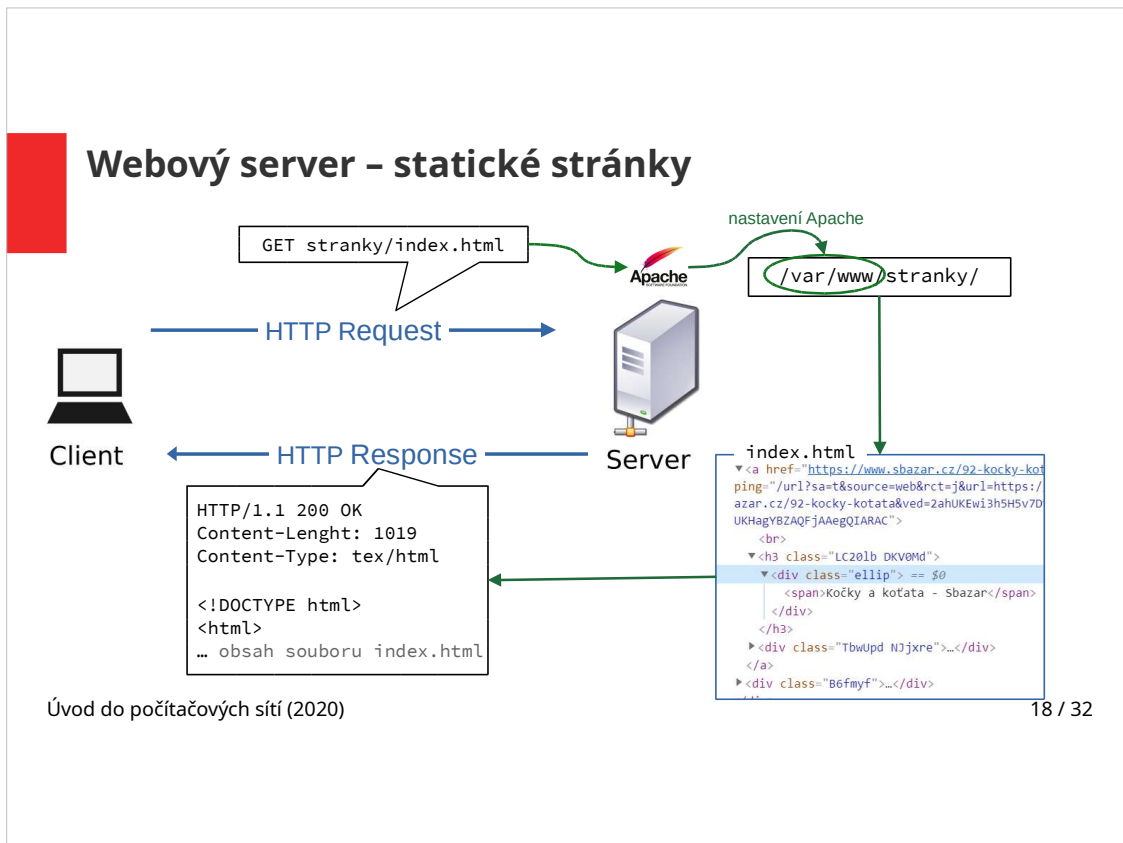 Webový server – statické stránky
nastavení Apache
GET stranky/index.html
Apache
SOFTWARE FOUNDATION
/var/www/stranky/
HTTP Request
Client
HTTP Response
Server
index.html
▼<a href="https://www.sbazar.cz/92-kocky-kot
ping="/url?sa=t&source=web&rct=j&url=https:/
azar.cz/92-kocky-kotata&ved=2ahUKEwi3h5H5v7D
UKHagYBZAQFjAAegQIARAC">
<br>
▼<h3 class="LC20lb DKV0Md">
▼<div class="ellip"> == $0
<span>Kočky a koťata - Sbazar</span>
</div>
</h3>
▶<div class="TbwUpd NJjxre">…</div>
</a>
▶<div class="B6fmyf">…</div>
HTTP/1.1 200 OK
Content-Lenght: 1019
Content-Type: tex/html
<!DOCTYPE html>
<html>
… obsah souboru index.html
Úvod do počítačových sítí (2020)
18 / 32